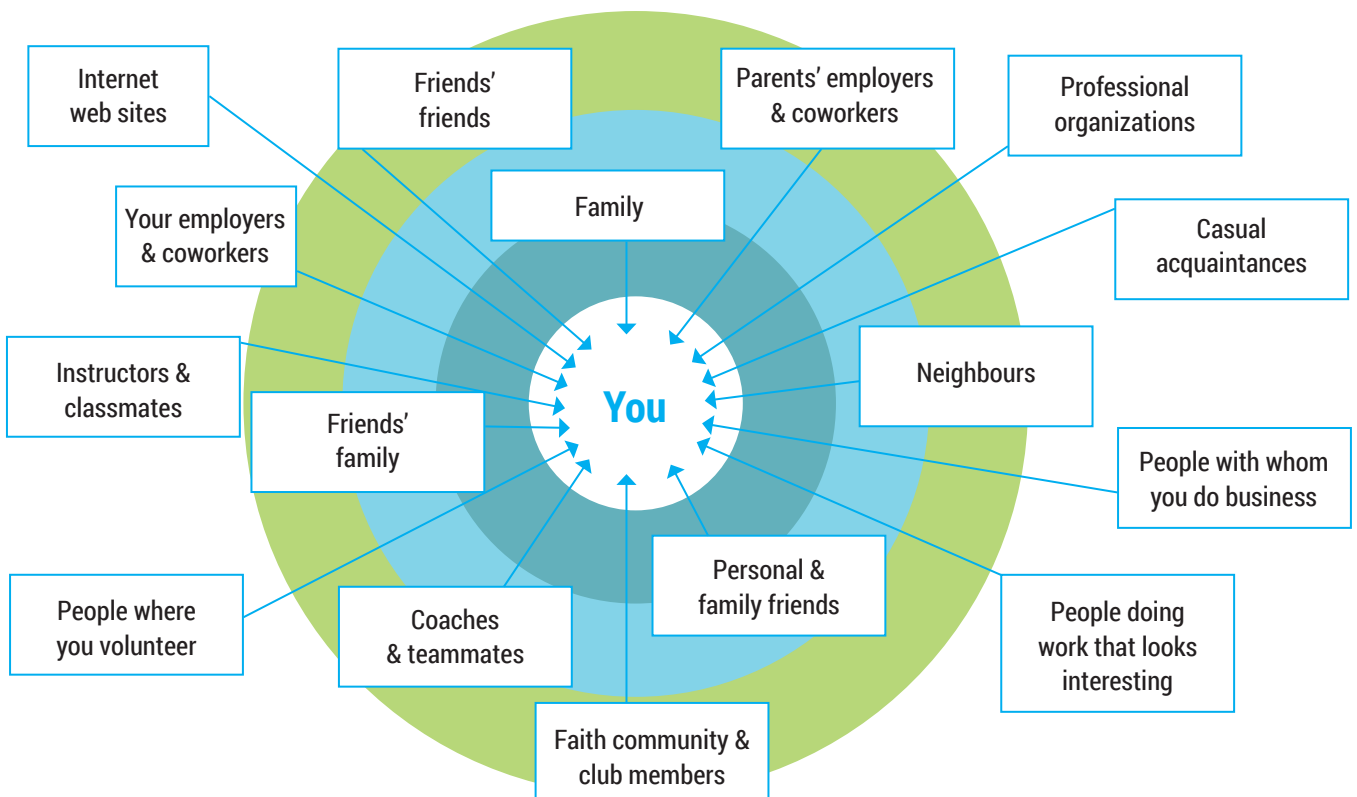 Internet
web sites
Friends’
friends
Parents’ employers
& coworkers
Professional
organizations
Your employers
& coworkers
Family
Casual
acquaintances
Instructors &
classmates
Friends’
family
You
Neighbours
People with whom
you do business
People where
you volunteer
Coaches
& teammates
Personal &
family friends
People doing
work that looks
interesting
Faith community &
club members